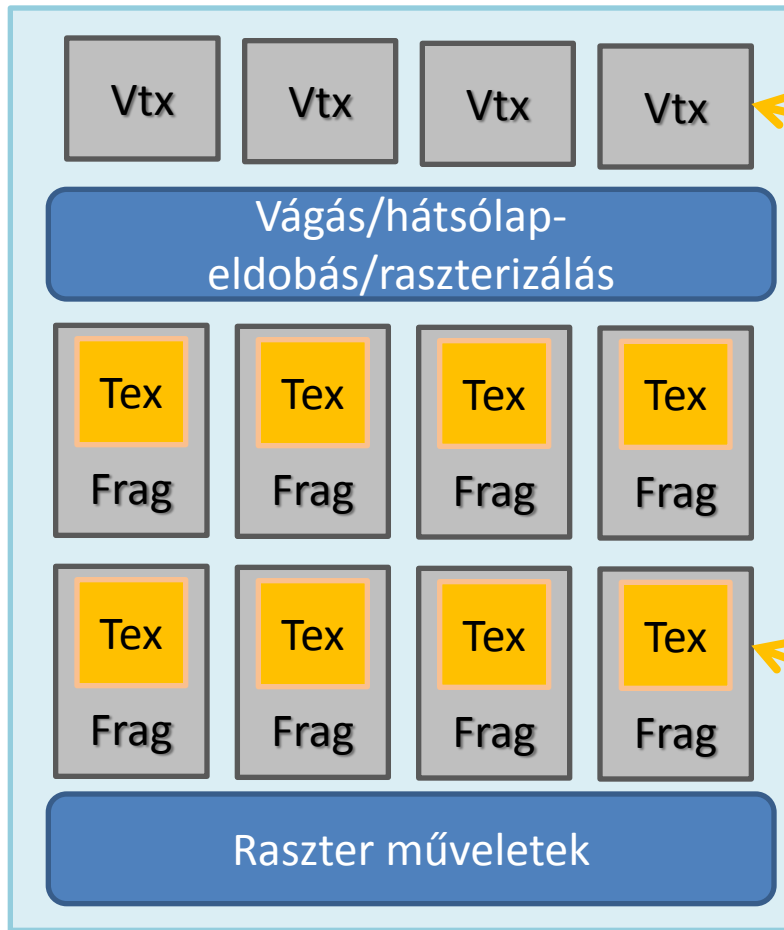 Vtx Vtx Vtx Vtx
Vágás/hátsólap-
eldobás/raszterizálás
Tex Tex Tex Tex
Frag Frag Frag Frag
Tex Tex Tex Tex
Frag Frag Frag Frag
Raszter műveletek